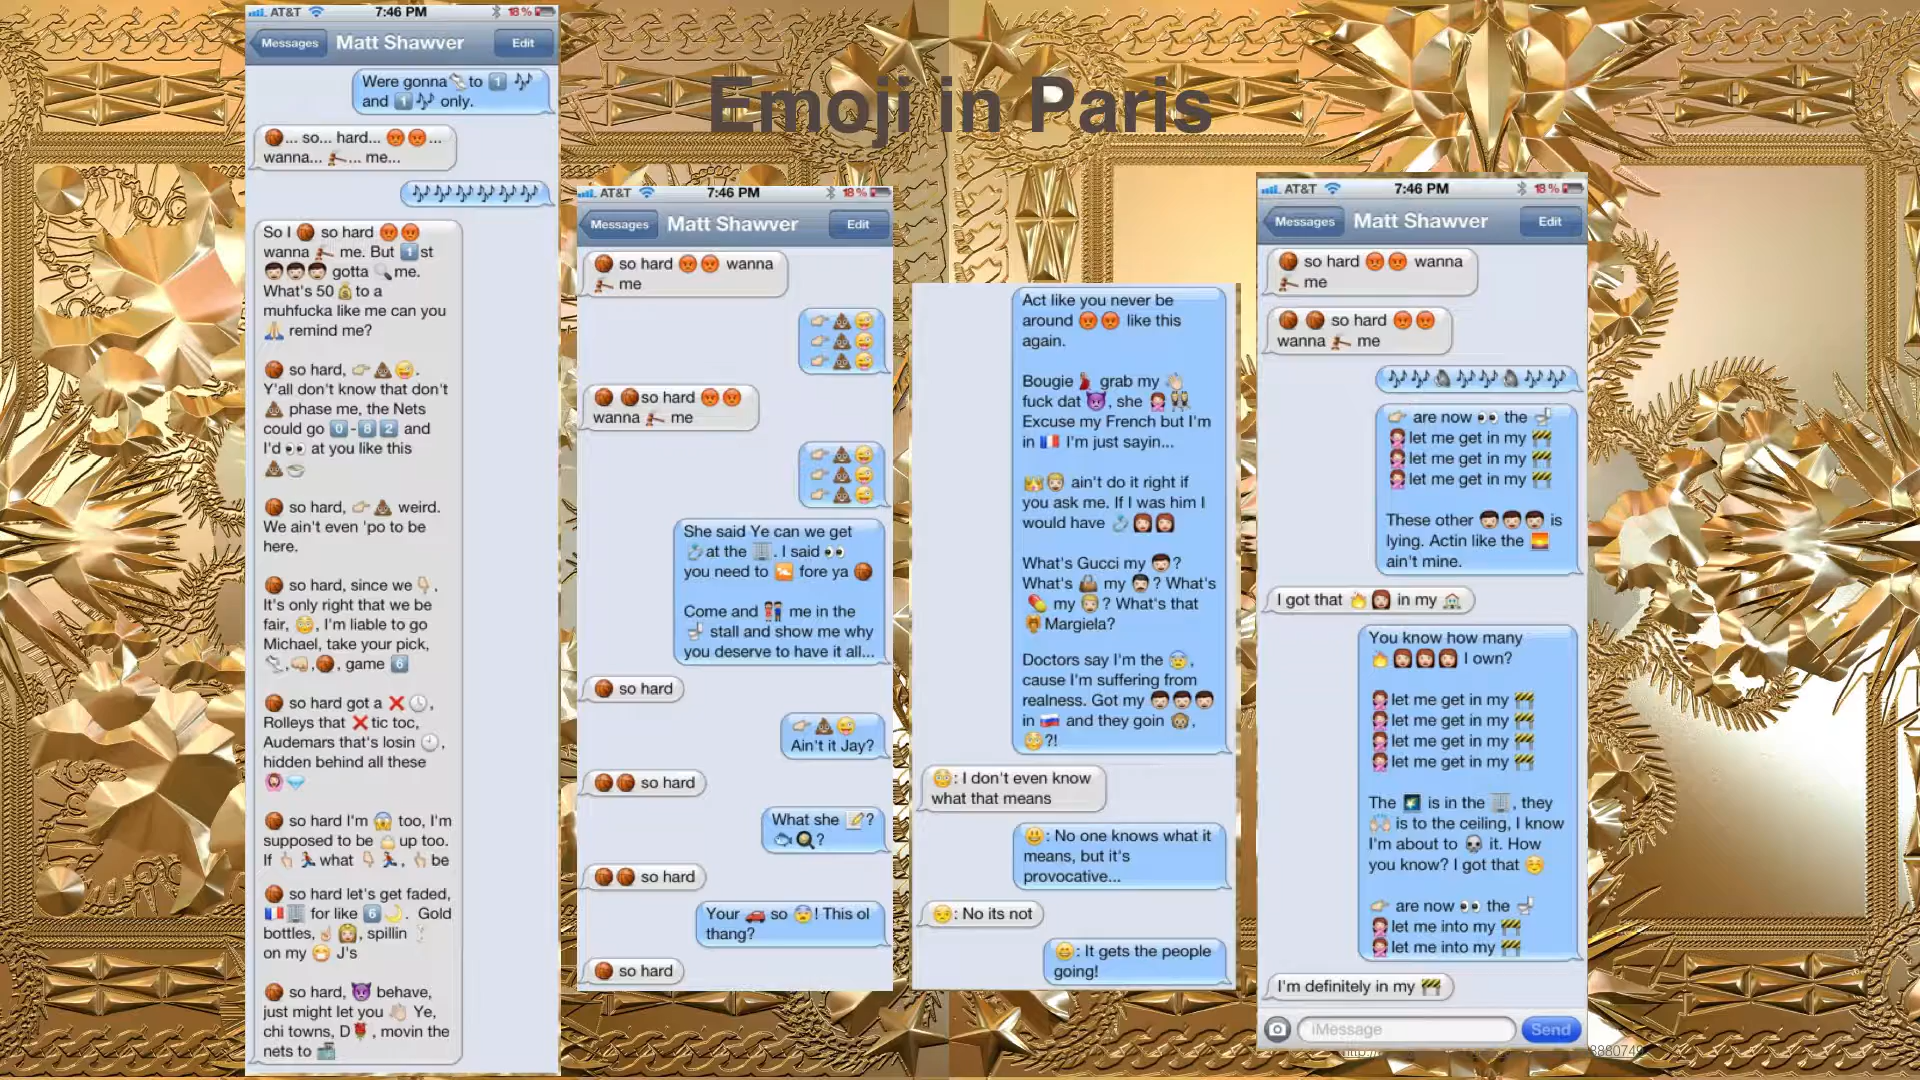 Emoji in Paris
AT&T 7:46 PM 18%
Messages Matt Shawver Edit
Were gonna 👟 to 1️⃣ 🎶
and 1️⃣ 🎶 only.
🏀... so... hard... 😡😡...
wanna... 🔨... me...
🎶🎶🎶🎶🎶🎶
So I 🏀 so hard 😡😡
wanna 🔨 me. But 1️⃣st
👦👦👦 gotta 🔍me.
What's 50 💰to a
muhfucka like me can you
🙏 remind me?
🏀 so hard, 👉💩😜.
Y'all don't know that don't
💩 phase me, the Nets
could go 0️⃣-8️⃣2️⃣ and
I'd 👀 at you like this
💩🍵
🏀 so hard, 👉💩 weird.
We ain't even 'po to be
here.
🏀 so hard, since we 👇,
It's only right that we be
fair, 😳, I'm liable to go
Michael, take your pick,
👟,👊,🏀, game 6️⃣
🏀 so hard got a ❌🕓,
Rolleys that ❌tic toc,
Audemars that's losin 🕘,
hidden behind all these
🙆💎
🏀 so hard I'm 😱 too, I'm
supposed to be 🔒up too.
If 👆🏃what 👇🏃, 👆be
🏀 so hard let's get faded,
🇫🇷🏢 for like 6️⃣🌙. Gold
bottles, ☝👸, spillin
on my 😷 J's
🏀 so hard, 👿 behave,
just might let you 👋 Ye,
chi towns, D🌹, movin the
nets to 🗽
AT&T 7:46 PM 18%
Messages Matt Shawver Edit
🏀 so hard 😡😡 wanna
🔨 me
👉💩😜
👉💩😜
👉💩😜
🏀🏀so hard 😡😡
wanna 🔨 me
👉💩😜
👉💩😜
👉💩😜
She said Ye can we get
💍at the 🏢. I said 👀
you need to 🌅 fore ya 🏀
Come and 👫 me in the
🚽 stall and show me why
you deserve to have it all...
🏀 so hard
👉💩😜
Ain't it Jay?
🏀🏀 so hard
What she 📝?
🐟🍳?
🏀🏀 so hard
Your 🚗 so 😰! This ol
thang?
🏀 so hard
Act like you never be
around 😡😡 like this
again.
Bougie 💃 grab my 👋
fuck dat 👿, she 🙅👯
Excuse my French but I'm
in 🇫🇷 I'm just sayin...
👑👱 ain't do it right if
you ask me. If I was him I
would have 💍👩👩
What's Gucci my 👦?
What's 👜 my 👦? What's
💊 my 👱? What's that
Margiela?
Doctors say I'm the 😰,
cause I'm suffering from
realness. Got my 👦👦👦
in 🇷🇺 and they goin 🐵,
😳?!
😳: I don't even know
what that means
😃: No one knows what it
means, but it's
provocative...
😒: No its not
😄: It gets the people
going!
AT&T 7:46 PM 18%
Messages Matt Shawver Edit
🏀 so hard 😡😡 wanna
🔨 me
🏀🏀 so hard 😡😡
wanna 🔨 me
🎶🎶🔊🎶🎶🔊🎶🎶
👉 are now 👀 the 🚽
🙅let me get in my 🚧
🙅let me get in my 🚧
🙅let me get in my 🚧
These other 👦👦👦 is
lying. Actin like the 🌅
ain't mine.
I got that 🔥👩 in my 🏠
You know how many
🔥👩👩👩 I own?
🙅let me get in my 🚧
🙅let me get in my 🚧
🙅let me get in my 🚧
🙅let me get in my 🚧
The 🌠 is in the 🏢, they
🙌 is to the ceiling, I know
I'm about to 💀 it. How
you know? I got that ☺
👉 are now 👀 the 🚽
🙅let me into my 🚧
🙅let me into my 🚧
I'm definitely in my 🚧
iMessage Send